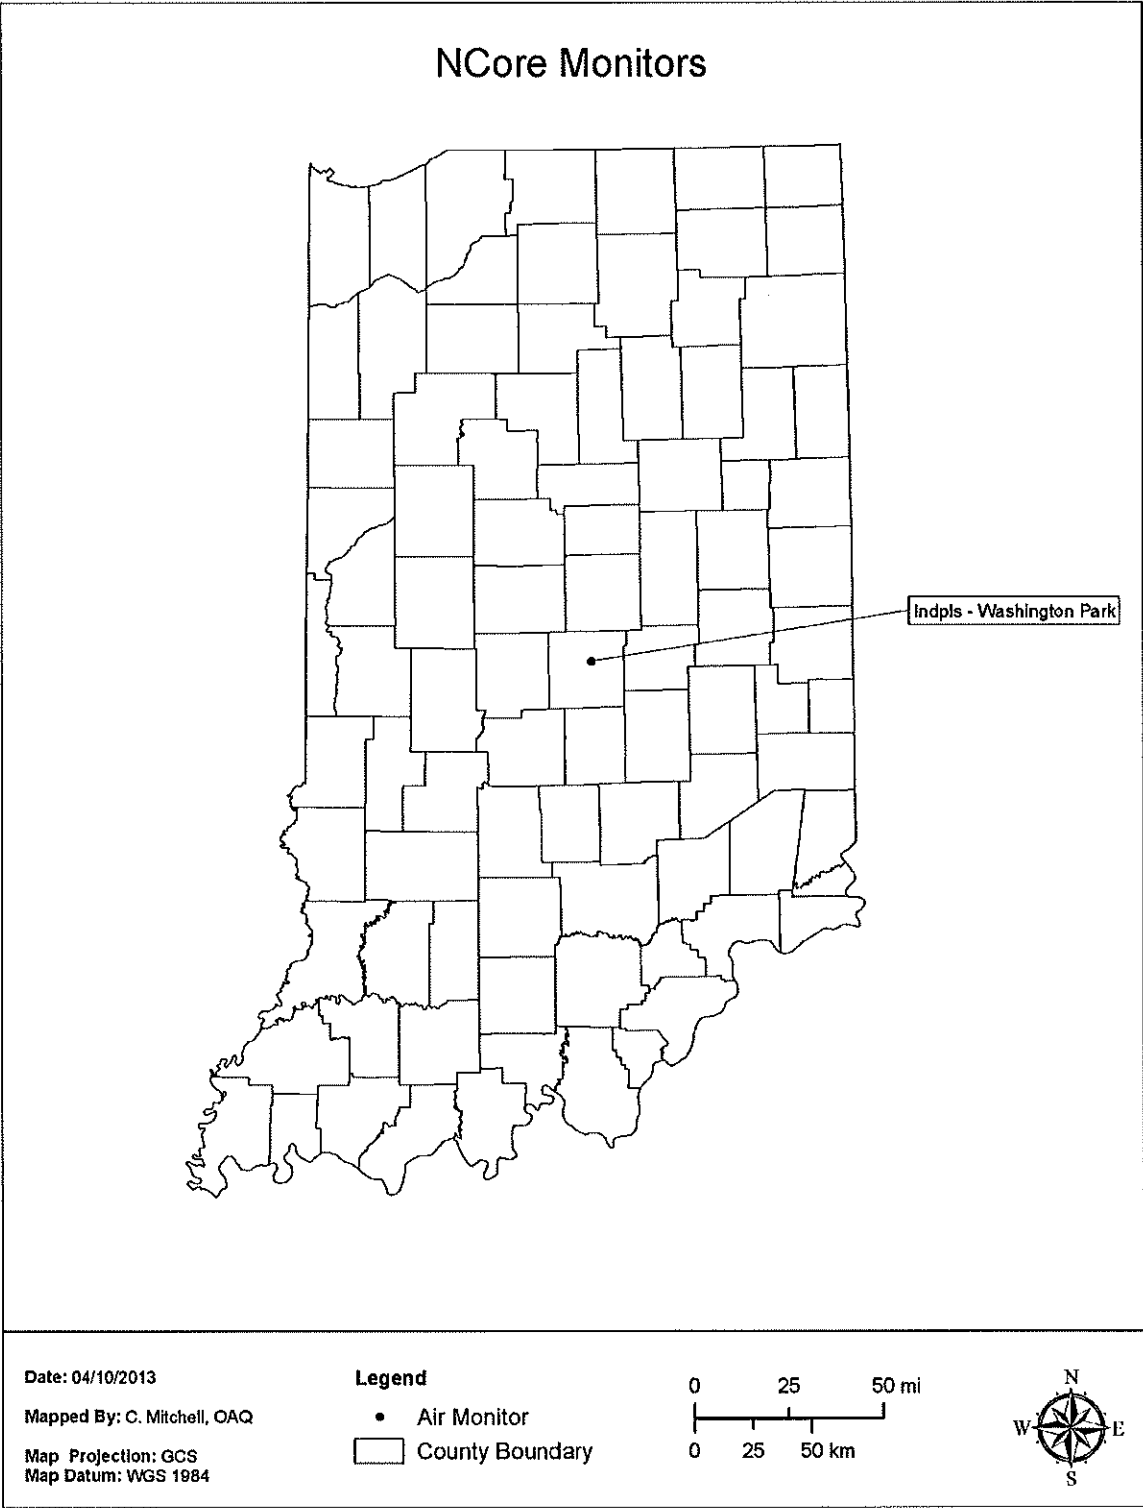 NCore Monitors
Indpls - Washington Park
Date: 04/10/2013
Mapped By: C. Mitchell, OAQ
Map Projection: GCS
Map Datum: WGS 1984
Legend
Air Monitor
County Boundary
0 25 50 mi
0 25 50 km
N
W E
S